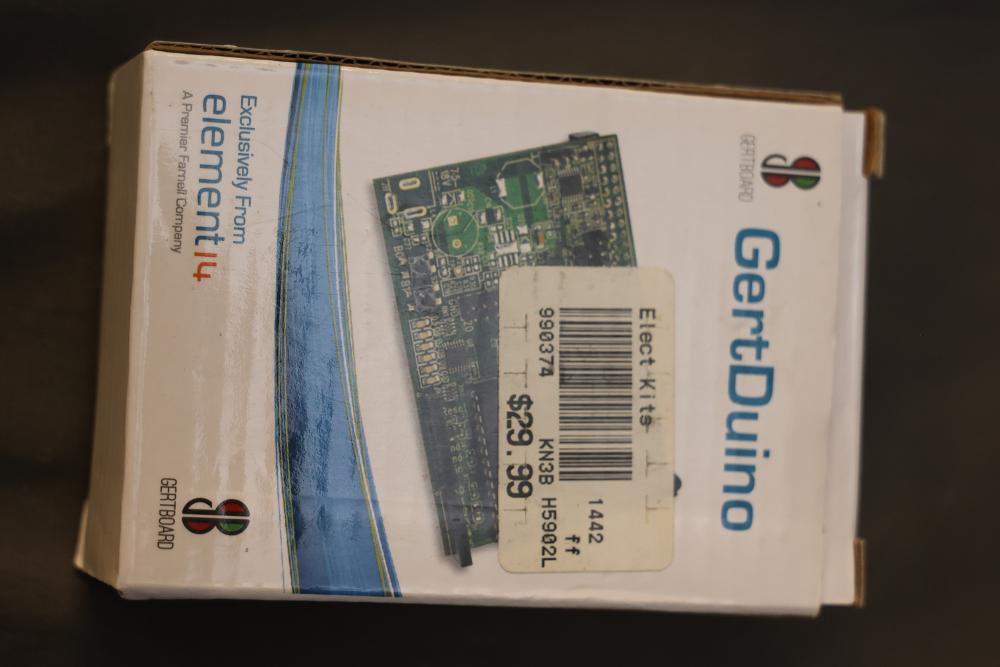 GERTBOARD
GertDuino
Elect Kits
1442
ff
990374
KN3B H5902L
$29.99
Exclusively From
element14
A Premier Farnell Company
GERTBOARD